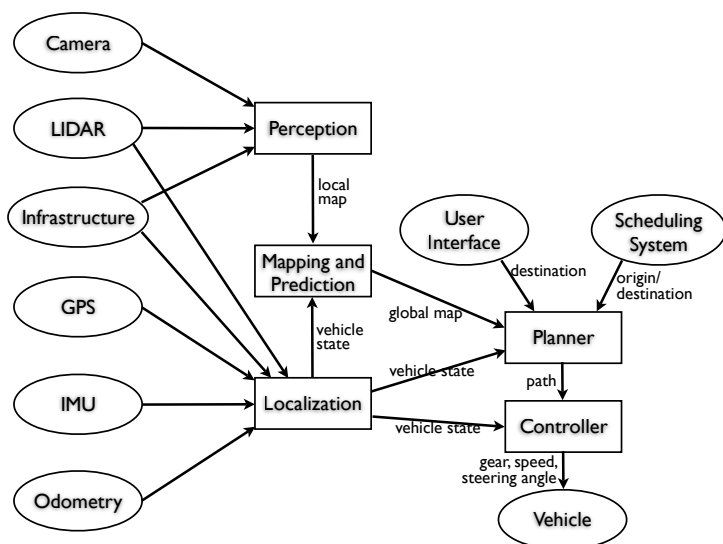 Camera
LIDAR
Perception
Infrastructure
local
map
User
Interface
Scheduling
System
Mapping and
Prediction
destination
origin/
destination
GPS
global map
vehicle
state
Planner
vehicle state
path
IMU
Localization
vehicle state
Controller
gear, speed,
steering angle
Odometry
Vehicle